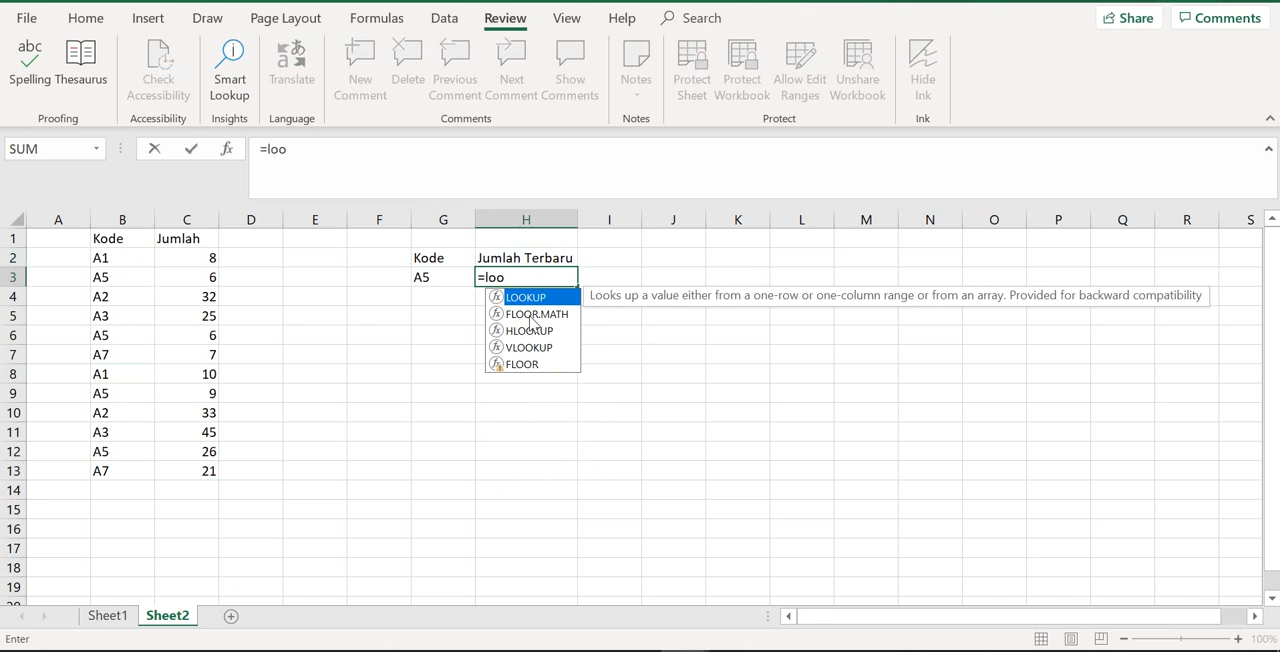 File Home Insert Draw Page Layout Formulas Data Review View Help Search Share Comments
abc
Spelling Thesaurus Check Accessibility Smart Lookup Translate New Comment Delete Previous Comment Next Comment Show Comments Notes Protect Sheet Protect Workbook Allow Edit Ranges Unshare Workbook Hide Ink
Proofing Accessibility Insights Language Comments Notes Protect Ink
SUM fx =loo
A B C D E F G H I J K L M N O P Q R S
1 Kode Jumlah
2 A1 8 Kode Jumlah Terbaru
3 A5 6 A5 =loo
4 A2 32 LOOKUP Looks up a value either from a one-row or one-column range or from an array. Provided for backward compatibility
5 A3 25 FLOOR.MATH
6 A5 6 HLOOKUP
7 A7 7 VLOOKUP
8 A1 10 FLOOR
9 A5 9
10 A2 33
11 A3 45
12 A5 26
13 A7 21
14
15
16
17
18
19
20
Sheet1 Sheet2
Enter 100%